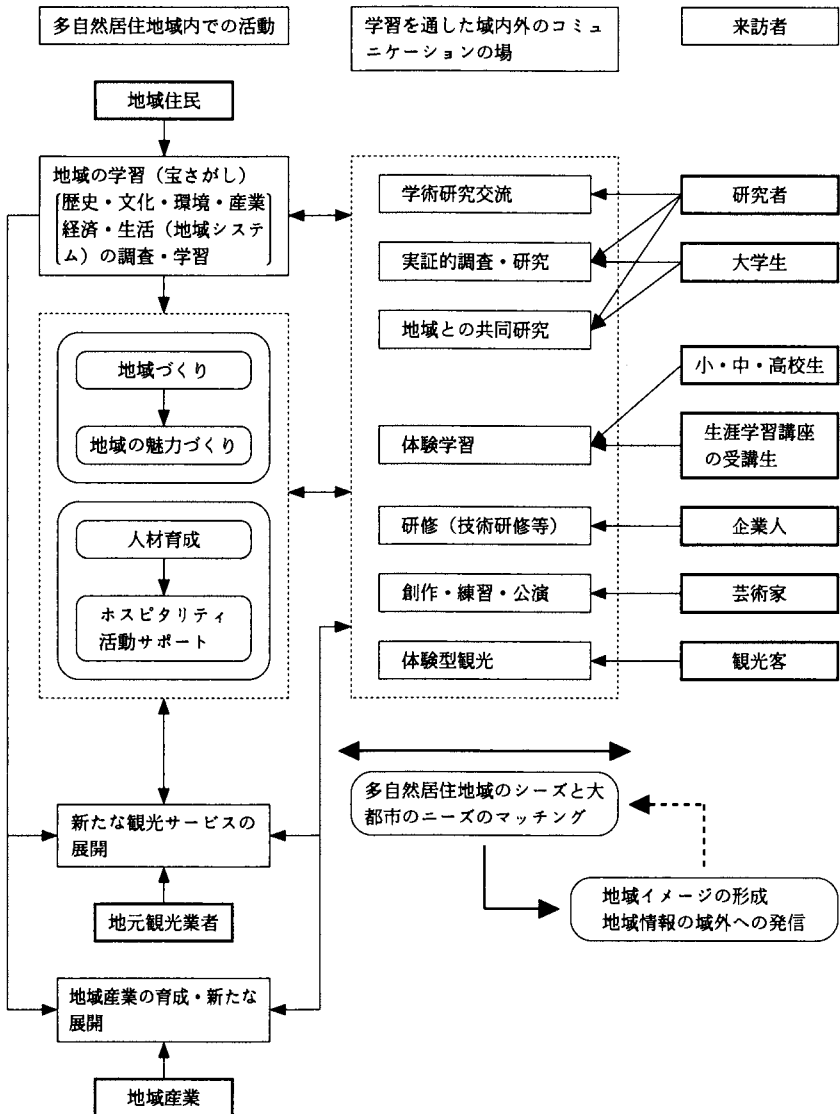 多自然居住地域内での活動
学習を通した域内外のコミュ
ニケーションの場
来訪者
地域住民
地域の学習（宝さがし）
歴史・文化・環境・産業
経済・生活（地域システ
ム）の調査・学習
地域づくり
地域の魅力づくり
人材育成
ホスピタリティ
活動サポート
新たな観光サービスの
展開
地元観光業者
地域産業の育成・新たな
展開
地域産業
学術研究交流
実証的調査・研究
地域との共同研究
体験学習
研修（技術研修等）
創作・練習・公演
体験型観光
研究者
大学生
小・中・高校生
生涯学習講座
の受講生
企業人
芸術家
観光客
多自然居住地域のシーズと大
都市のニーズのマッチング
地域イメージの形成
地域情報の域外への発信